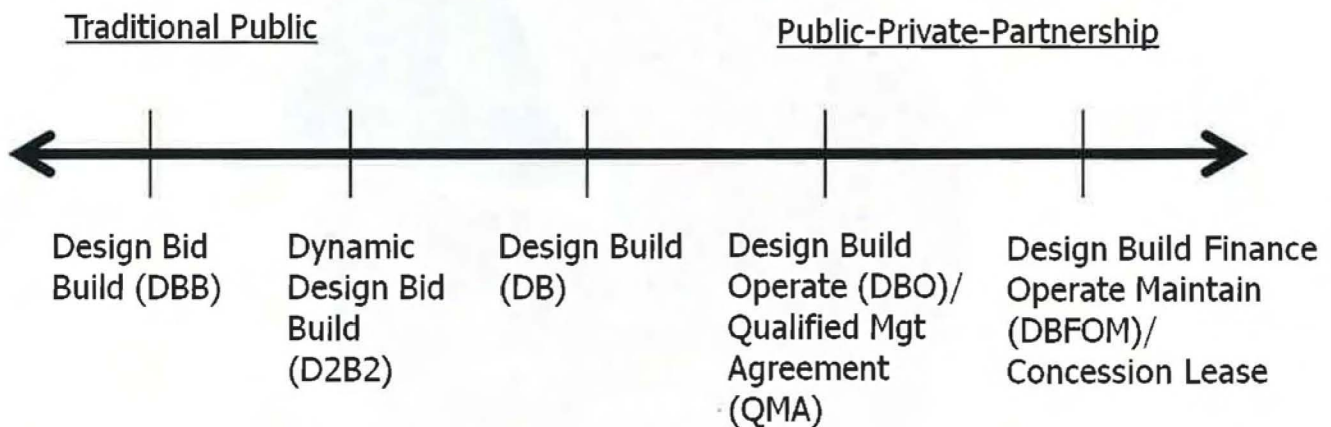 Traditional Public
Public-Private-Partnership
Design Bid
Build (DBB)
Dynamic
Design Bid
Build
(D2B2)
Design Build
(DB)
Design Build
Operate (DBO)/
Qualified Mgt
Agreement
(QMA)
Design Build Finance
Operate Maintain
(DBFOM)/
Concession Lease